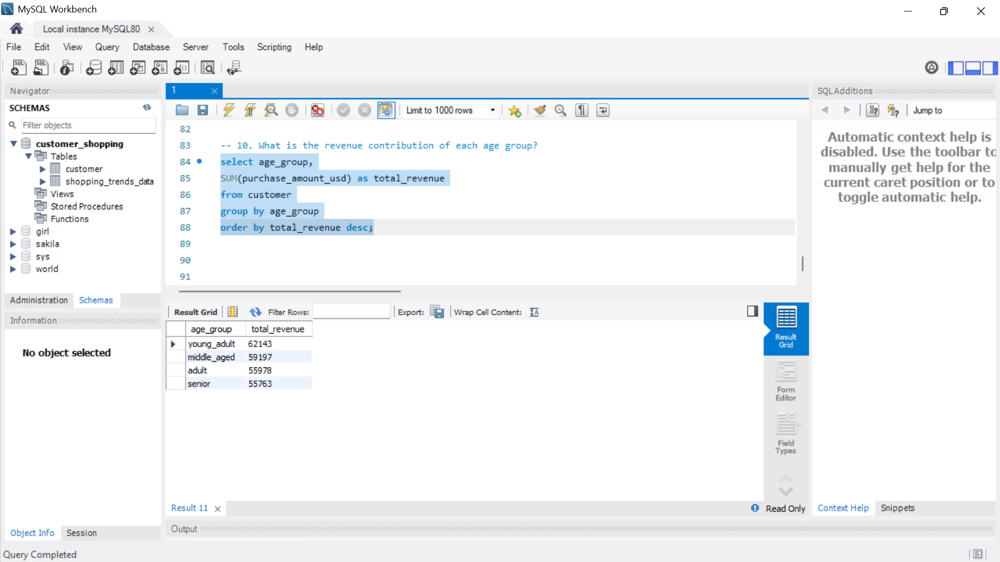 MySQL Workbench
Local instance MySQL80
File Edit View Query Database Server Tools Scripting Help
Navigator
SCHEMAS
Filter objects
customer_shopping
Tables
customer
shopping_trends_data
Views
Stored Procedures
Functions
girl
sakila
sys
world
Administration Schemas
Information
No object selected
Object Info Session
1
Limit to 1000 rows
82
83 -- 10. What is the revenue contribution of each age group?
84 select age_group,
85 SUM(purchase_amount_usd) as total_revenue
86 from customer
87 group by age_group
88 order by total_revenue desc;
89
90
91
Result Grid Filter Rows: Export: Wrap Cell Content:
age_group total_revenue
young_adult 62143
middle_aged 59197
adult 55978
senior 55763
Result Grid
Form Editor
Field Types
Result 11
Read Only
Output
SQLAdditions
Jump to
Automatic context help is
disabled. Use the toolbar to
manually get help for the
current caret position or to
toggle automatic help.
Context Help Snippets
Query Completed